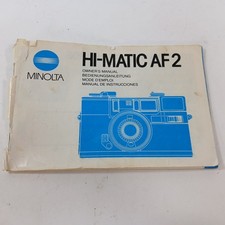 MINOLTA
HI-MATIC AF2
OWNER'S MANUAL
BEDIENUNGSANLEITUNG
MODE D'EMPLOI
MANUAL DE INSTRUCCIONES